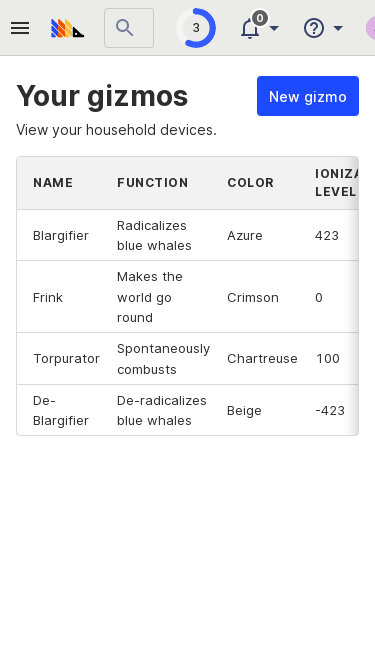 3
0
Your gizmos
New gizmo
View your household devices.
NAME FUNCTION COLOR IONIZA
LEVEL
Blargifier Radicalizes blue whales Azure 423
Frink Makes the world go round Crimson 0
Torpurator Spontaneously combusts Chartreuse 100
De-Blargifier De-radicalizes blue whales Beige -423